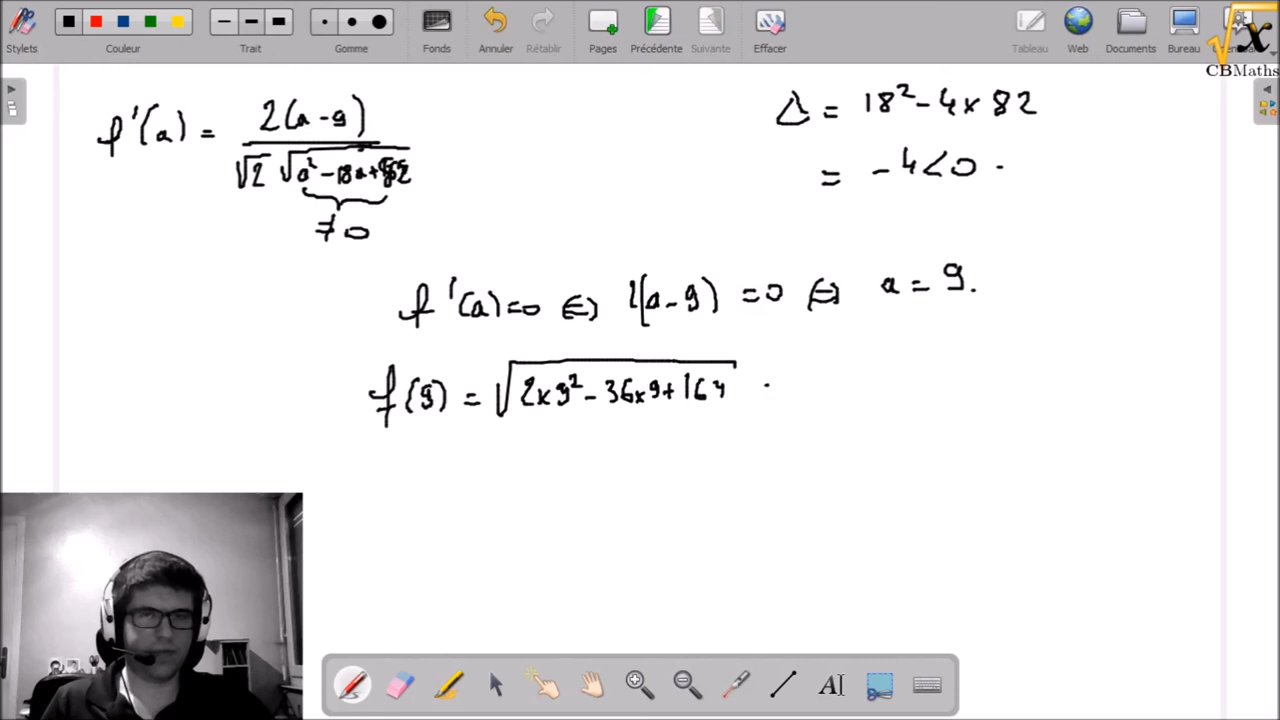 Stylets Couleur Trait Gomme Fonds Annuler Rétablir Pages Précédente Suivante Effacer Tableau Web Documents Bureau
CBMaths
f'(a) = 2(a-9) / √2 √a²-18a+82
≠ 0
Δ = 18² - 4 × 82
= -4 < 0.
f'(a)=0 ⇔ 2(a-9) = 0 ⇔ a = 9.
f(9) = √2×9² - 36×9 + 164